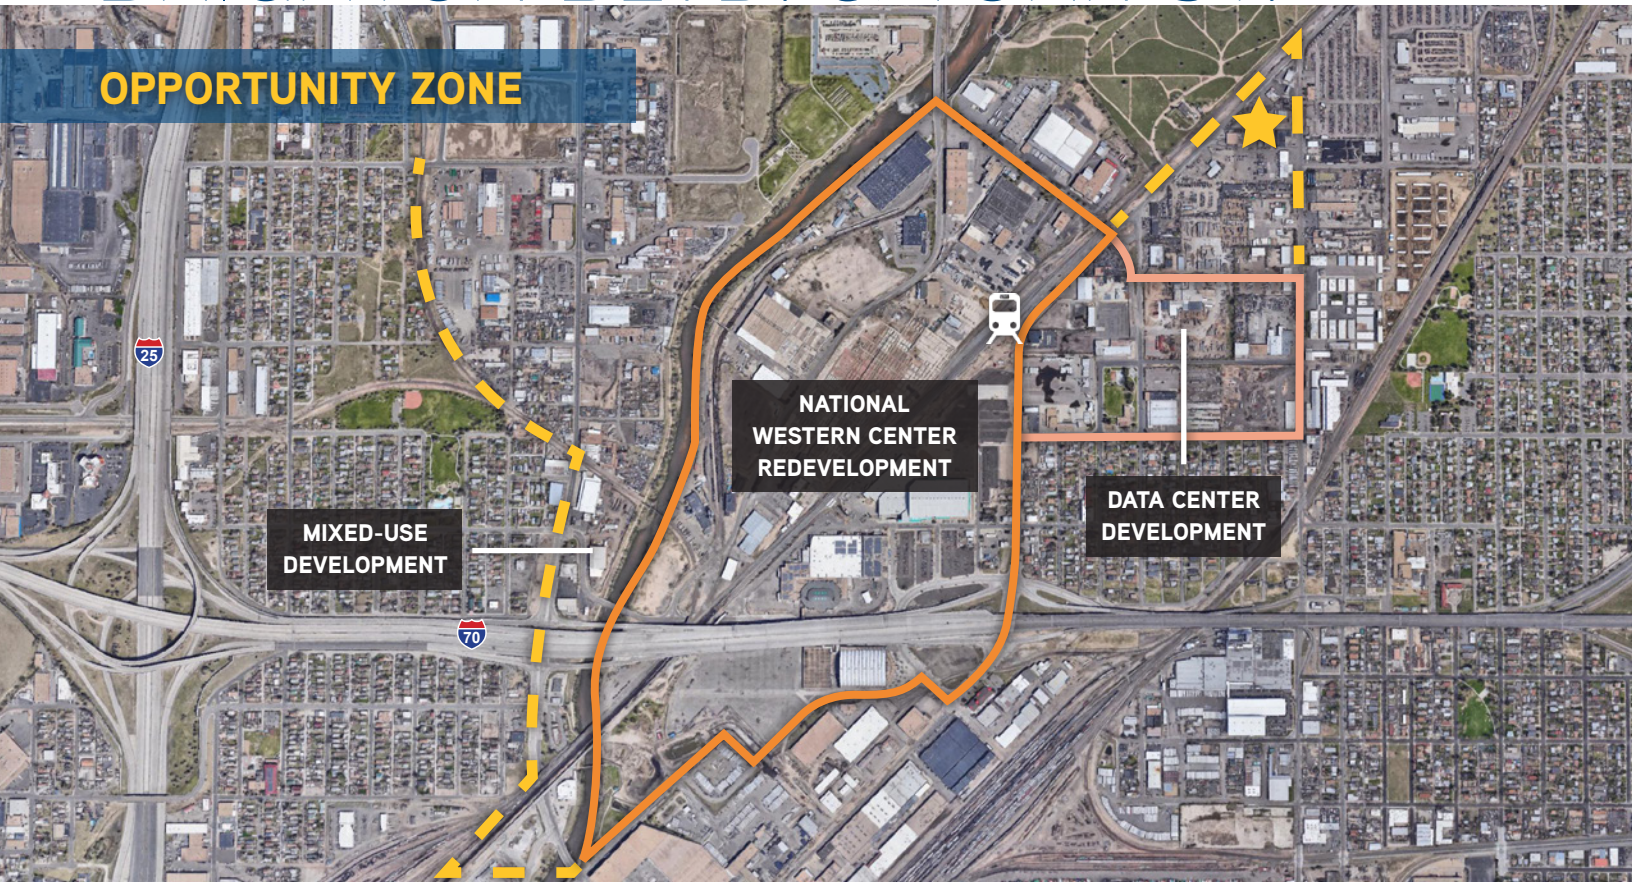 OPPORTUNITY ZONE
25
NATIONAL
WESTERN CENTER
REDEVELOPMENT
DATA CENTER
DEVELOPMENT
MIXED-USE
DEVELOPMENT
70